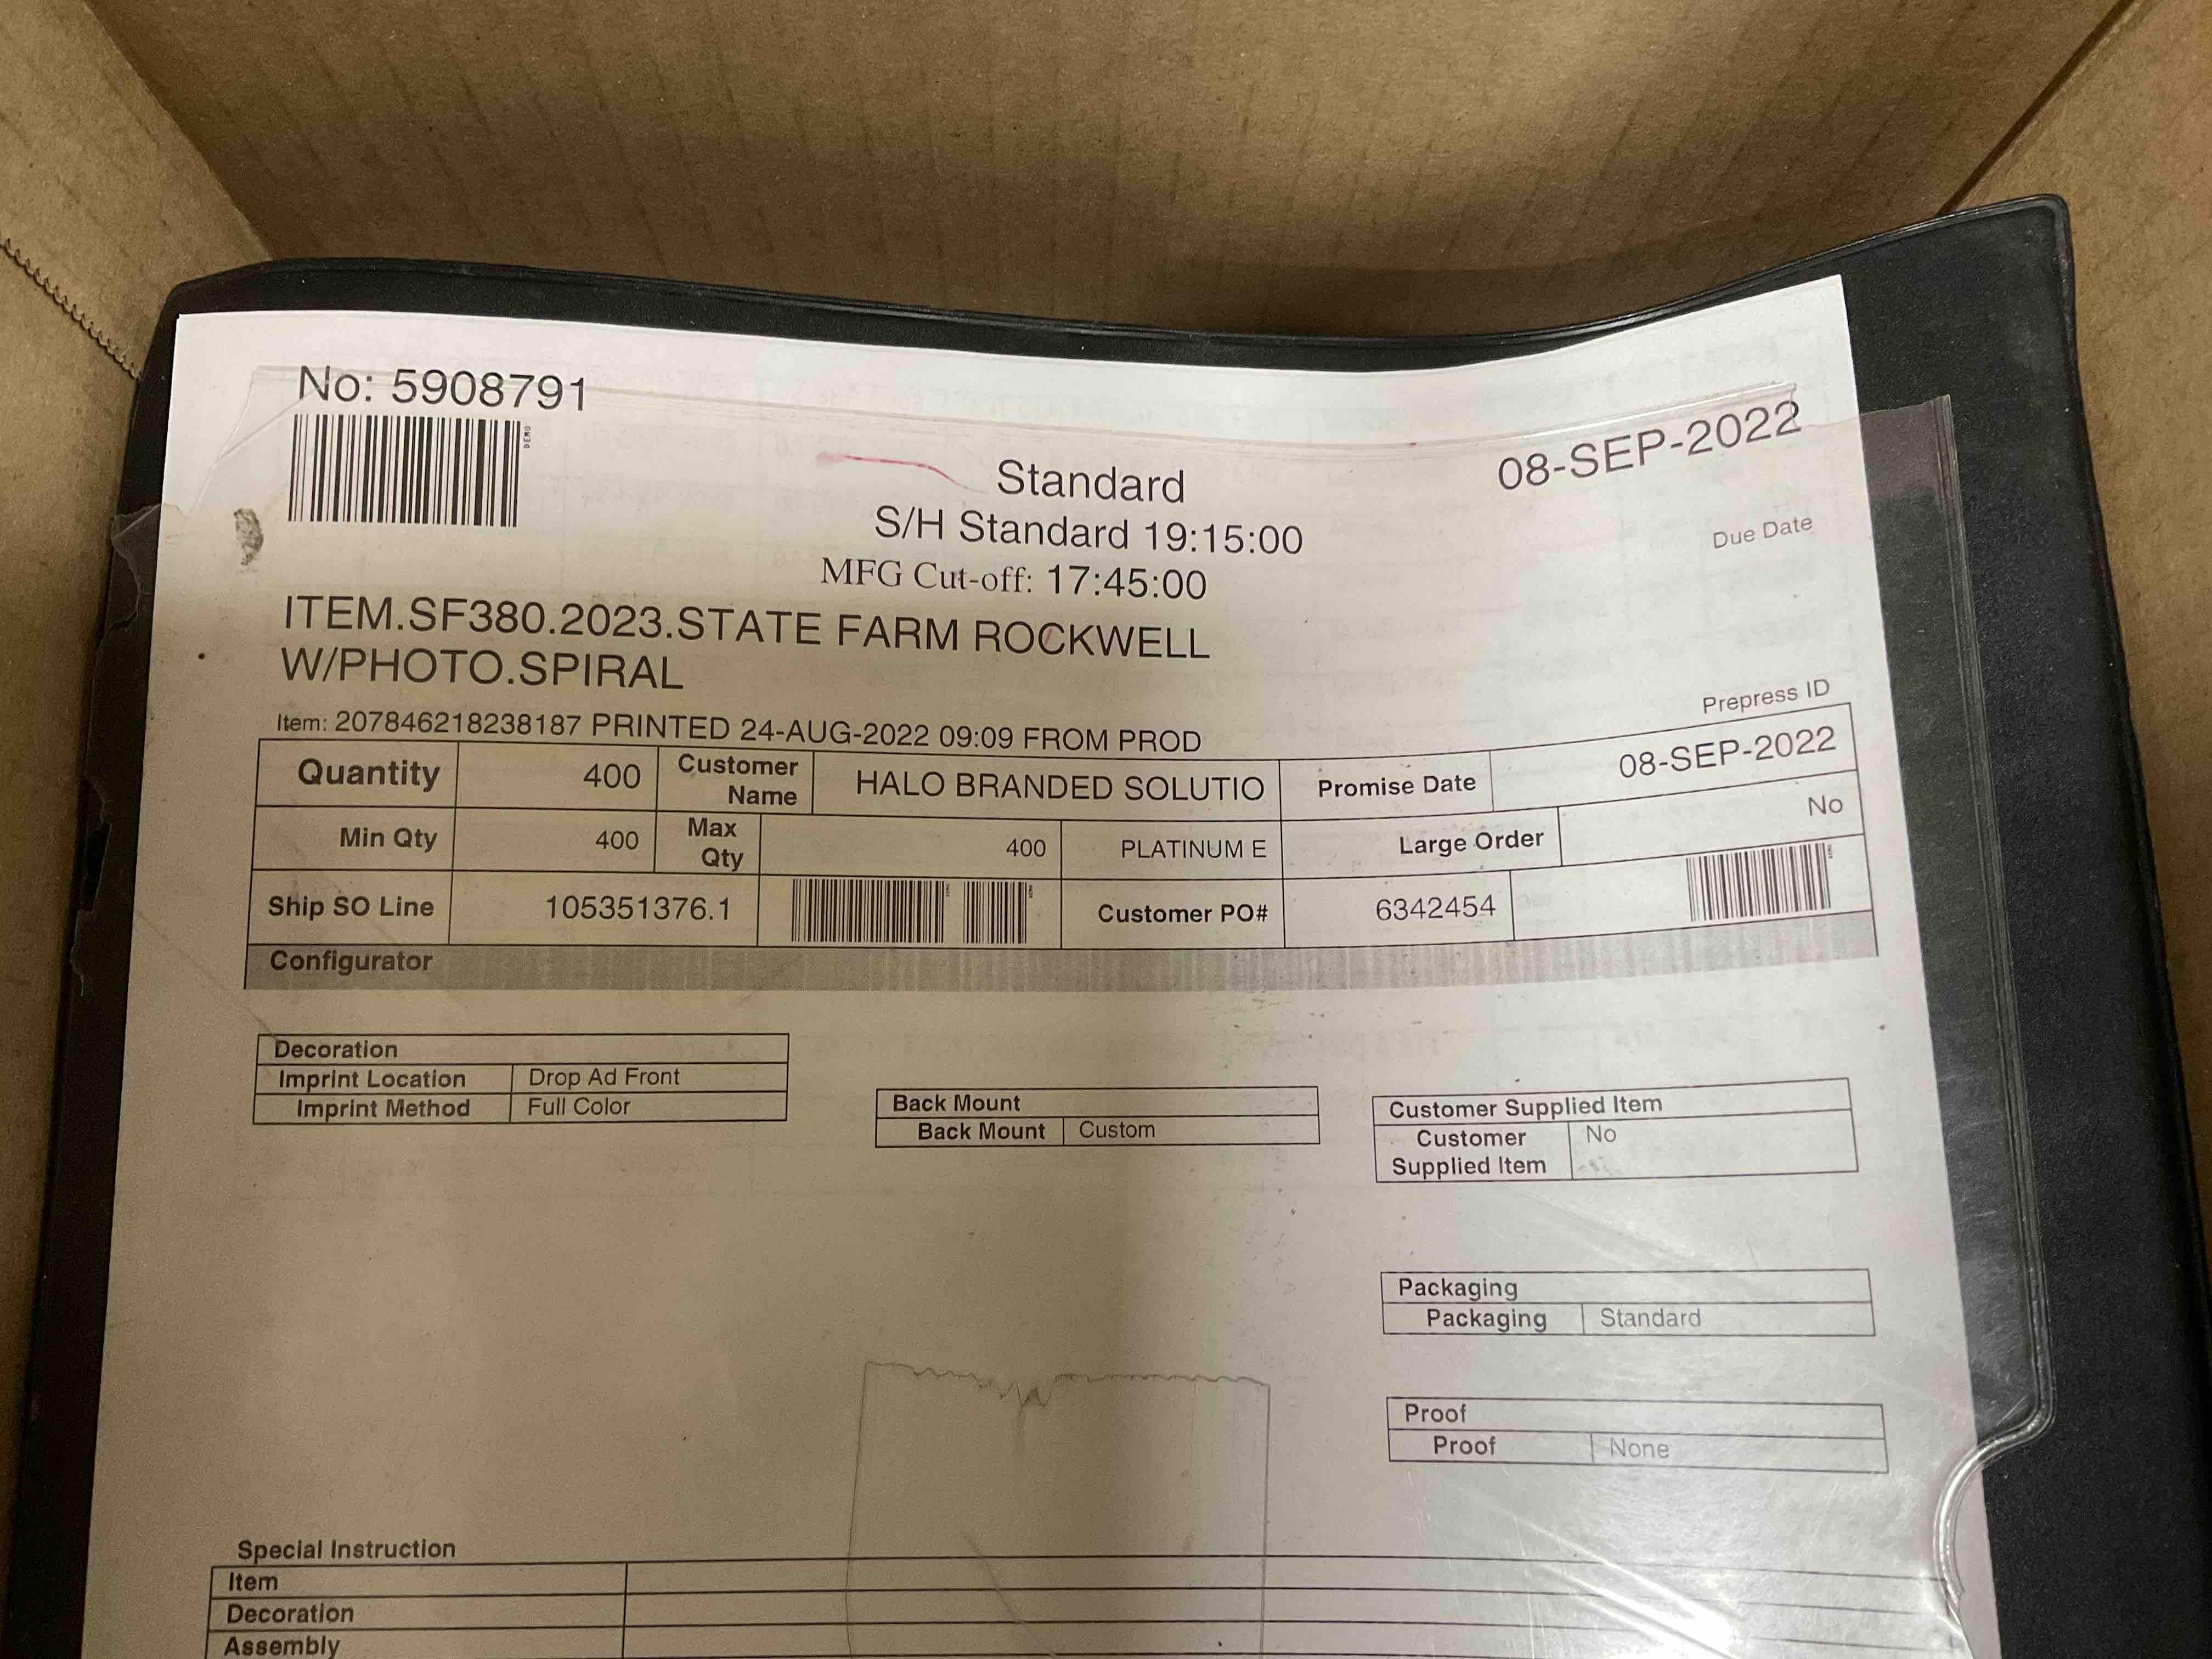 No: 5908791
08-SEP-2022
Standard
Due Date
S/H Standard 19:15:00
MFG Cut-off: 17:45:00
ITEM.SF380.2023.STATE FARM ROCKWELL
W/PHOTO.SPIRAL
Prepress ID
Item: 207846218238187 PRINTED 24-AUG-2022 09:09 FROM PROD
Quantity 400 Customer Name HALO BRANDED SOLUTIO Promise Date 08-SEP-2022
Min Qty 400 Max Qty 400 PLATINUM E Large Order No
Ship SO Line 105351376.1 Customer PO# 6342454
Configurator
Decoration
Imprint Location Drop Ad Front
Imprint Method Full Color
Back Mount
Back Mount Custom
Customer Supplied Item
Customer Supplied Item No
Packaging
Packaging Standard
Proof
Proof None
Special Instruction
Item
Decoration
Assembly